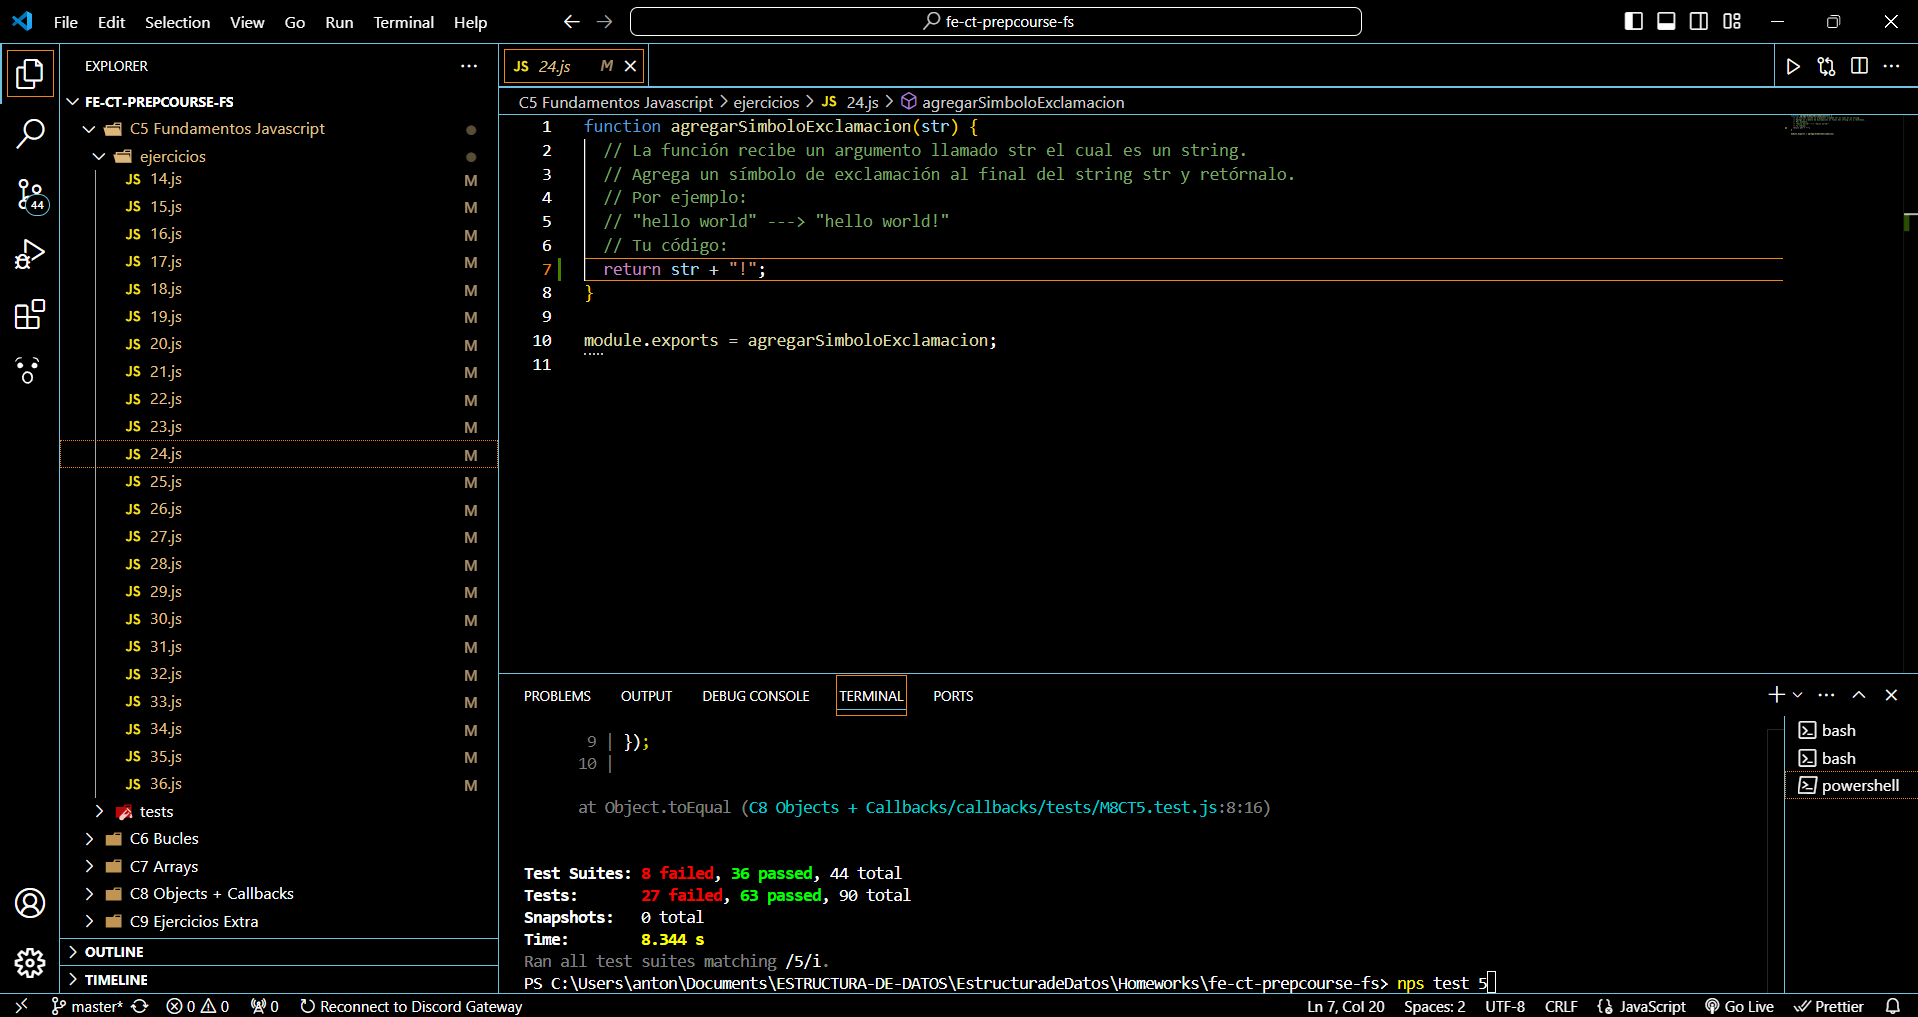 File Edit Selection View Go Run Terminal Help
fe-ct-prepcourse-fs
EXPLORER
FE-CT-PREPCOURSE-FS
C5 Fundamentos Javascript
ejercicios
JS 14.js M
JS 15.js M
JS 16.js M
JS 17.js M
JS 18.js M
JS 19.js M
JS 20.js M
JS 21.js M
JS 22.js M
JS 23.js M
JS 24.js M
JS 25.js M
JS 26.js M
JS 27.js M
JS 28.js M
JS 29.js M
JS 30.js M
JS 31.js M
JS 32.js M
JS 33.js M
JS 34.js M
JS 35.js M
JS 36.js M
tests
C6 Bucles
C7 Arrays
C8 Objects + Callbacks
C9 Ejercicios Extra
OUTLINE
TIMELINE
44
JS 24.js M
C5 Fundamentos Javascript > ejercicios > JS 24.js > agregarSimboloExclamacion
1 function agregarSimboloExclamacion(str) {
2 // La función recibe un argumento llamado str el cual es un string.
3 // Agrega un símbolo de exclamación al final del string str y retórnalo.
4 // Por ejemplo:
5 // "hello world" ---> "hello world!"
6 // Tu código:
7 return str + "!";
8 }
9
10 module.exports = agregarSimboloExclamacion;
11
PROBLEMS OUTPUT DEBUG CONSOLE TERMINAL PORTS
9 | });
10 |
at Object.toEqual (C8 Objects + Callbacks/callbacks/tests/M8CT5.test.js:8:16)
Test Suites: 8 failed, 36 passed, 44 total
Tests: 27 failed, 63 passed, 90 total
Snapshots: 0 total
Time: 8.344 s
Ran all test suites matching /5/i.
PS C:\Users\anton\Documents\ESTRUCTURA-DE-DATOS\EstructuradeDatos\Homeworks\fe-ct-prepcourse-fs> nps test 5
bash
bash
powershell
master* 0 0 0 Reconnect to Discord Gateway
Ln 7, Col 20 Spaces: 2 UTF-8 CRLF JavaScript Go Live Prettier